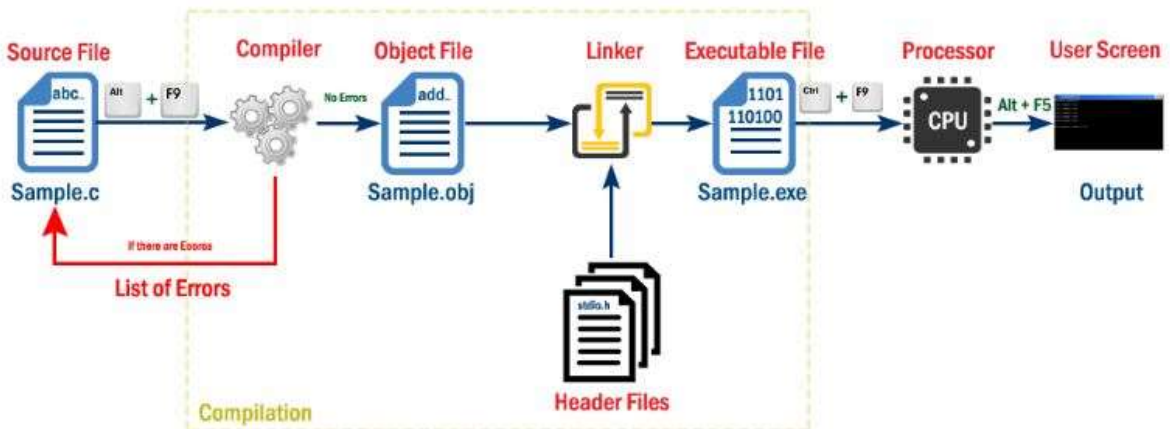 Source File
Compiler
Object File
Linker
Executable File
Processor
User Screen
abc..
Alt + F9
No Errors
add..
1101
110100
Ctrl + F9
CPU
Alt + F5
Sample.c
Sample.obj
Sample.exe
Output
If there are Eooros
List of Errors
stdio.h
Header Files
Compilation